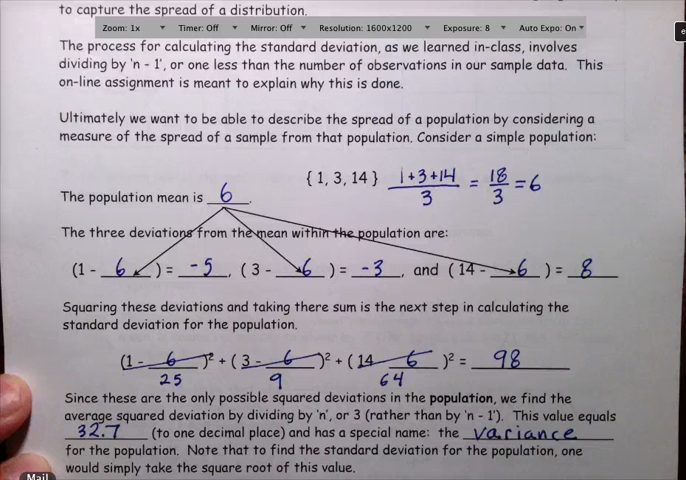 to capture the spread of a distribution.
Zoom: 1x Timer: Off Mirror: Off Resolution: 1600x1200 Exposure: 8 Auto Expo: On
The process for calculating the standard deviation, as we learned in-class, involves
dividing by 'n - 1', or one less than the number of observations in our sample data. This
on-line assignment is meant to explain why this is done.
Ultimately we want to be able to describe the spread of a population by considering a
measure of the spread of a sample from that population. Consider a simple population:
{ 1, 3, 14 } 1+3+14/3 = 18/3 = 6
The population mean is 6.
The three deviations from the mean within the population are:
(1 - 6) = -5, (3 - 6) = -3, and (14 - 6) = 8
Squaring these deviations and taking there sum is the next step in calculating the
standard deviation for the population.
(1 - 6)² + (3 - 6)² + (14 6)² = 98
25 9 64
Since these are the only possible squared deviations in the population, we find the
average squared deviation by dividing by 'n', or 3 (rather than by 'n - 1'). This value equals
32.7 (to one decimal place) and has a special name: the variance
for the population. Note that to find the standard deviation for the population, one
would simply take the square root of this value.
Mail